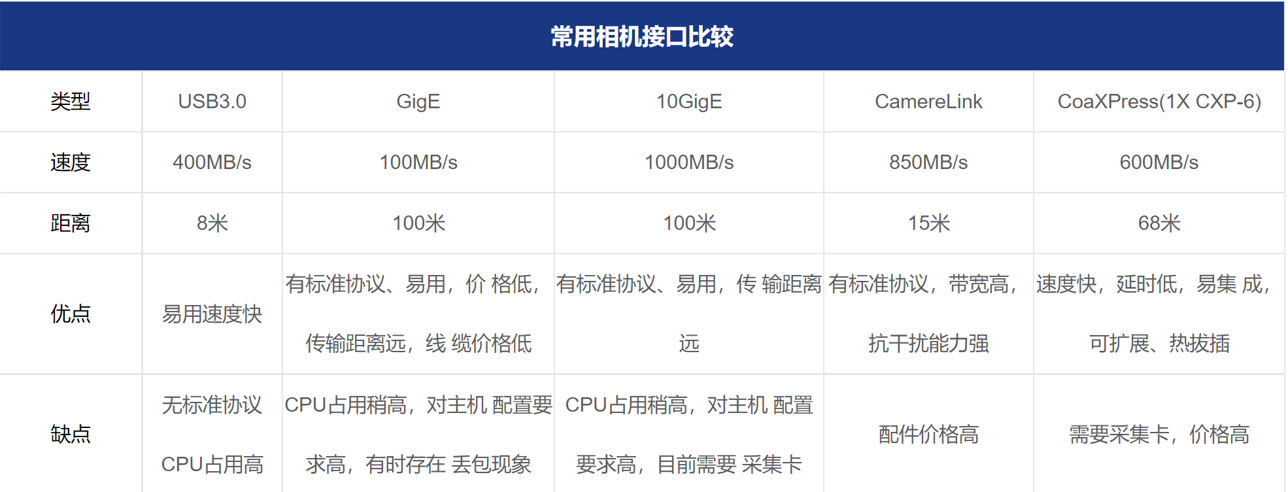 常用相机接口比较
类型 USB3.0 GigE 10GigE CamereLink CoaXPress(1X CXP-6)
速度 400MB/s 100MB/s 1000MB/s 850MB/s 600MB/s
距离 8米 100米 100米 15米 68米
优点
易用速度快
有标准协议、易用，价 格低，
传输距离远，线 缆价格低
有标准协议、易用，传 输距离
远
有标准协议，带宽高，
抗干扰能力强
速度快，延时低，易集 成，
可扩展、热拔插
缺点
无标准协议
CPU占用高
CPU占用稍高，对主机 配置要
求高，有时存在 丢包现象
CPU占用稍高，对主机 配置
要求高，目前需要 采集卡
配件价格高
需要采集卡，价格高